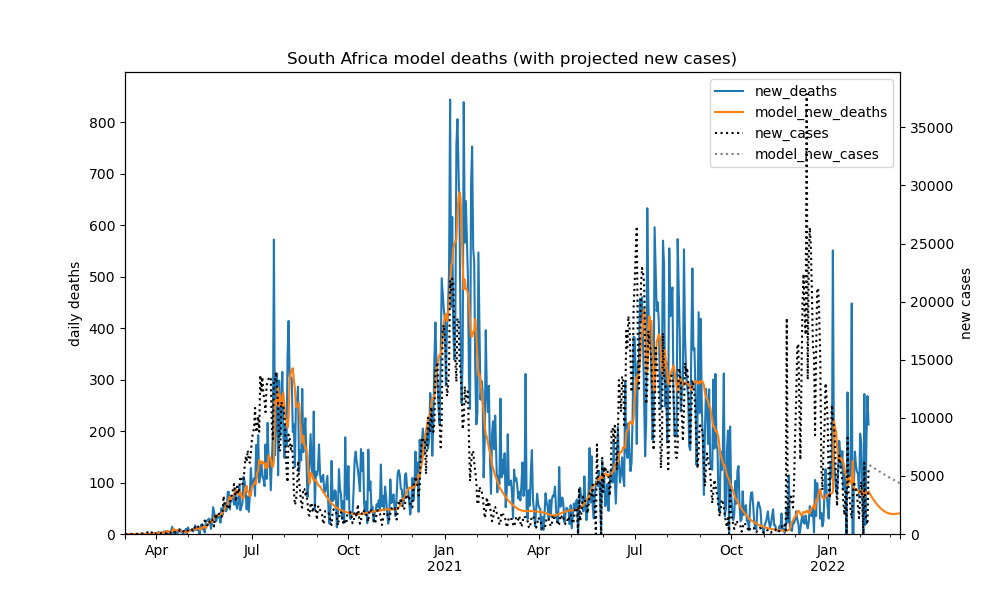 South Africa model deaths (with projected new cases)
new_deaths
model_new_deaths
new_cases
model_new_cases
daily deaths
800
700
600
500
400
300
200
100
0
new cases
35000
30000
25000
20000
15000
10000
5000
0
Apr Jul Oct Jan Apr Jul Oct Jan
2021 2022